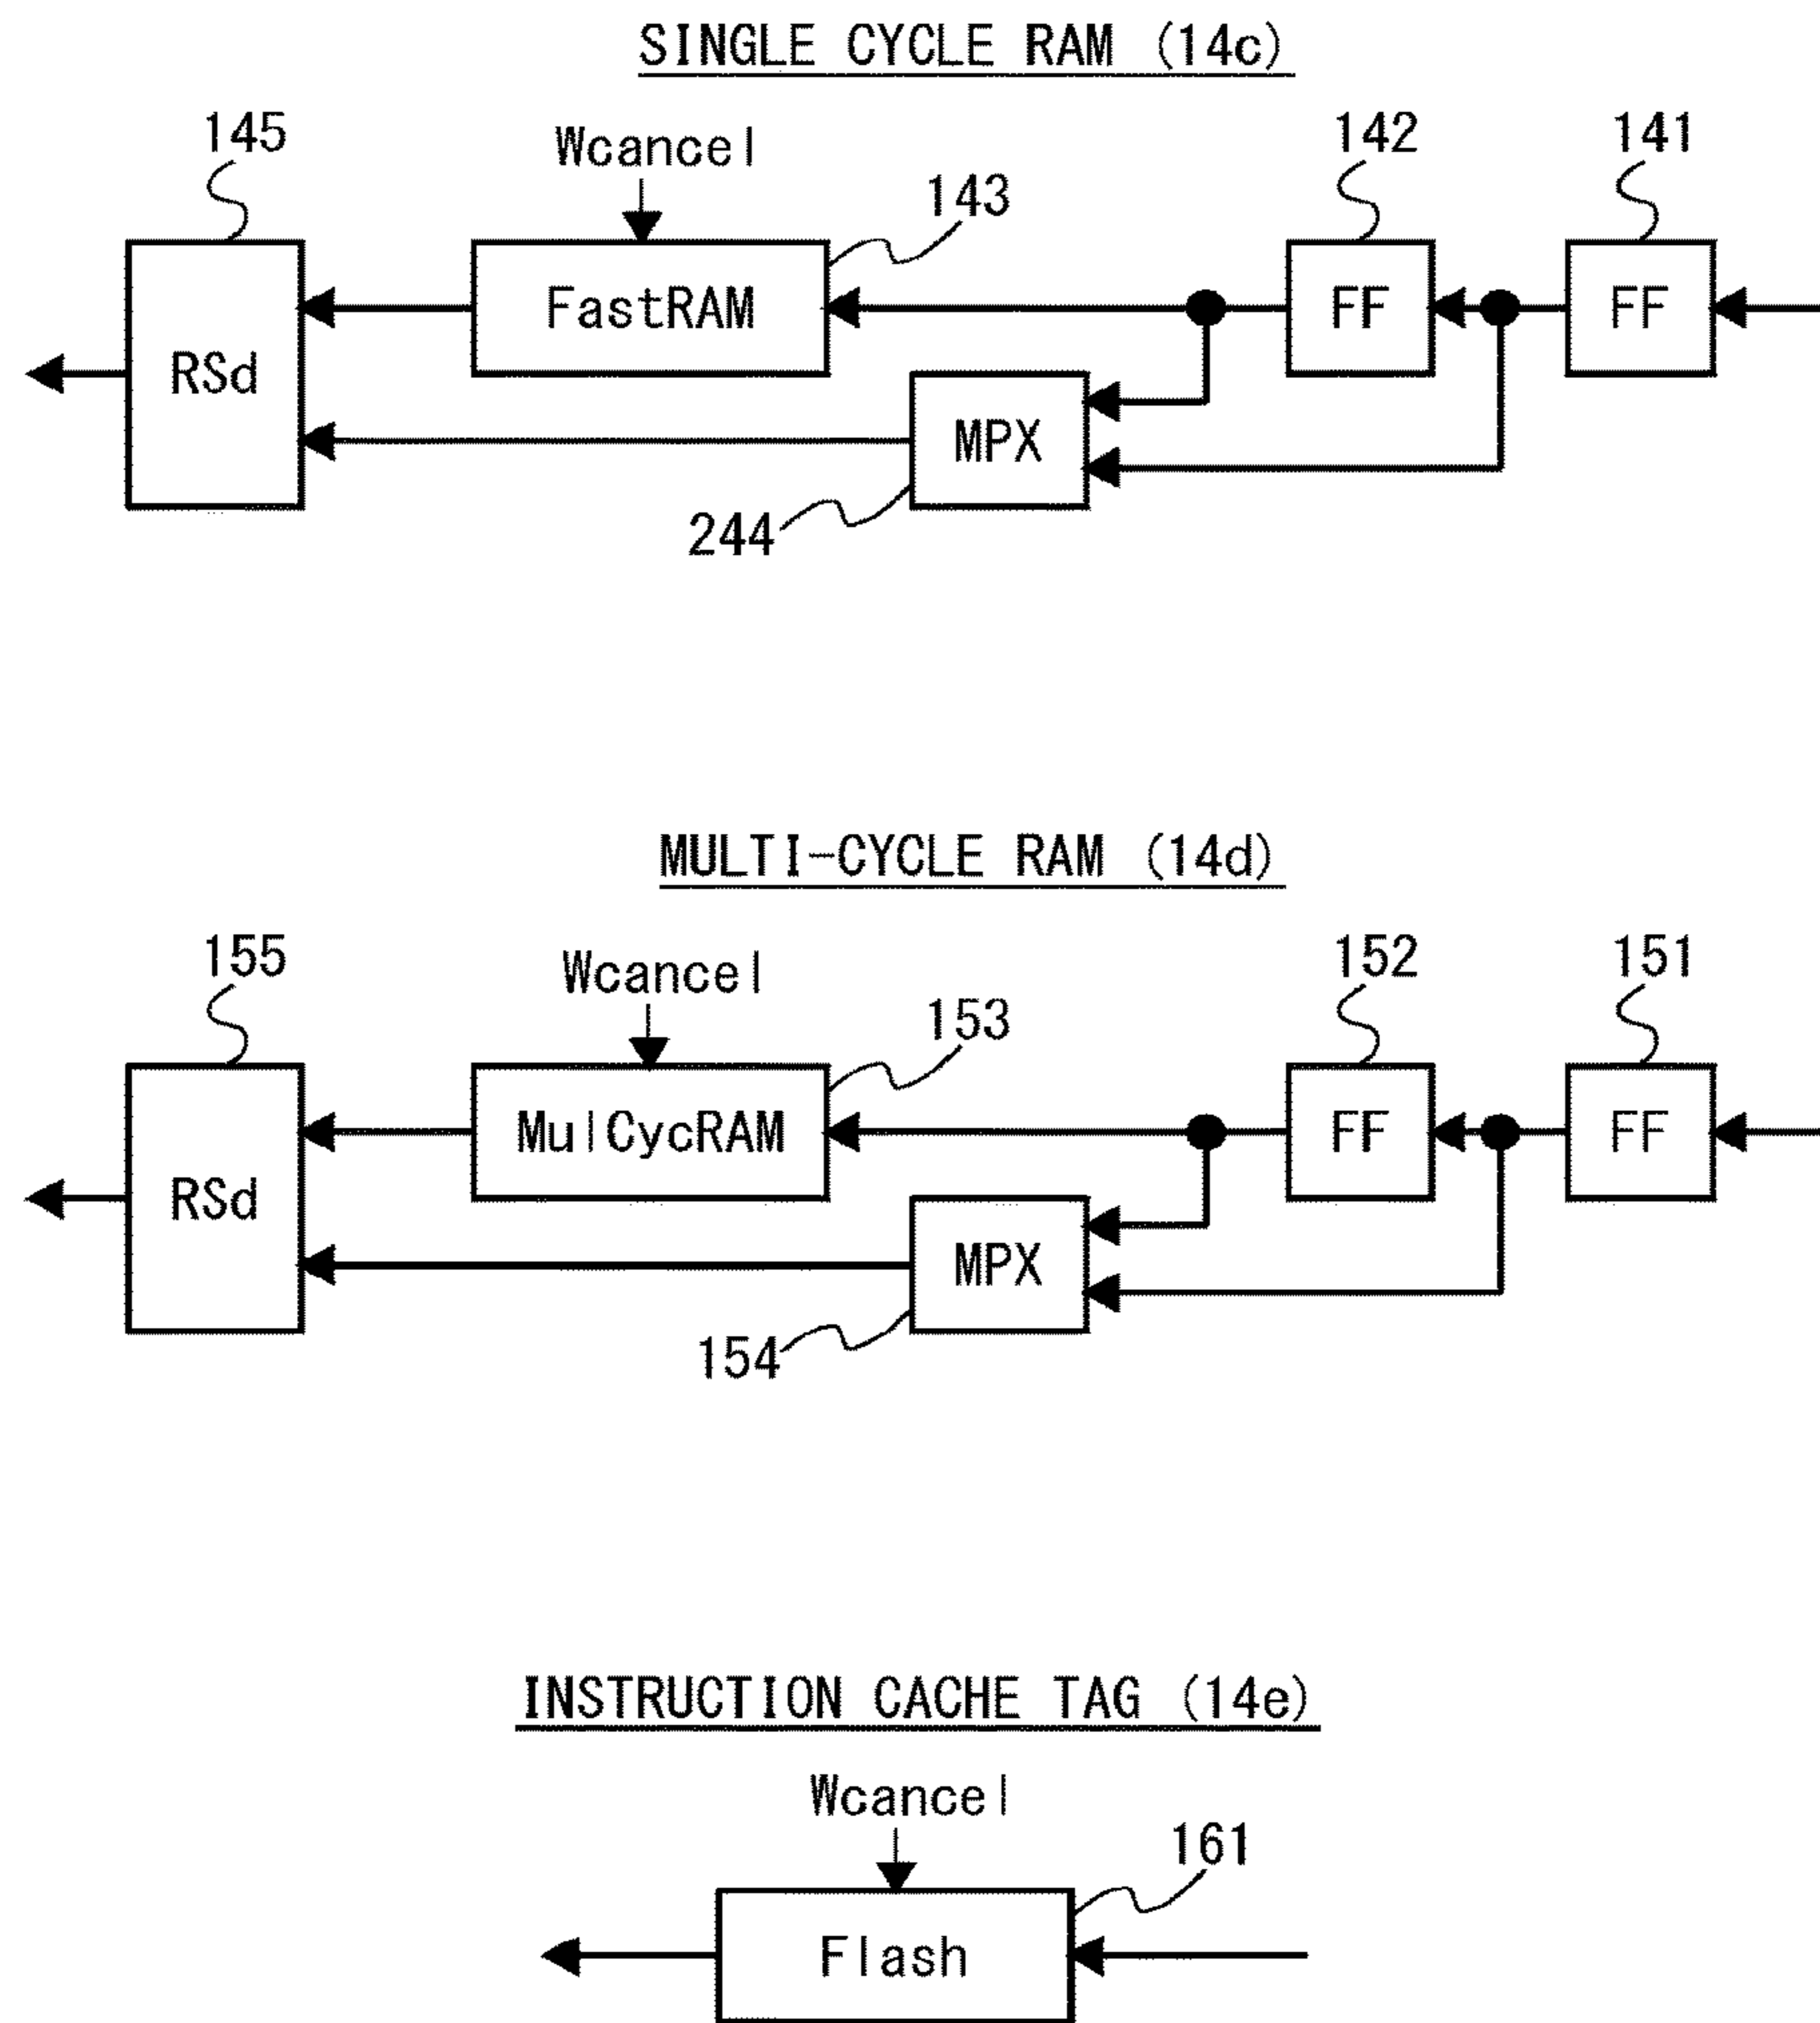 SINGLE CYCLE RAM (14c)
145 Wcancel 143 142 141
FastRAM FF FF
RSd
MPX
244
MULTI-CYCLE RAM (14d)
155 Wcancel 153 152 151
MulCycRAM FF FF
RSd
MPX
154
INSTRUCTION CACHE TAG (14e)
Wcancel
161
Flash